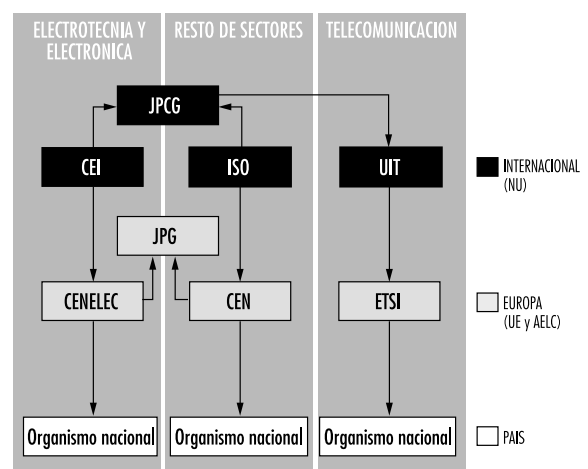 ELECTROTECNIA Y
ELECTRONICA
RESTO DE SECTORES
TELECOMUNICACION
JPCG
CEI
ISO
UIT
INTERNACIONAL
(NU)
JPG
CENELEC
CEN
ETSI
EUROPA
(UE y AELC)
Organismo nacional
Organismo nacional
Organismo nacional
PAIS